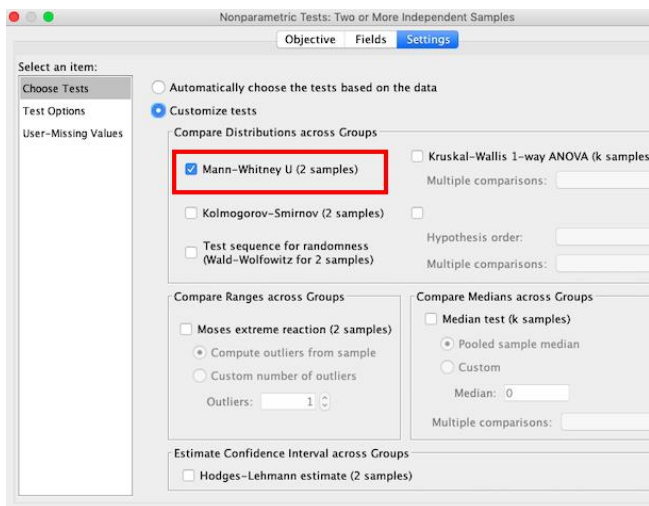 Nonparametric Tests: Two or More Independent Samples
Objective Fields Settings
Select an item:
Choose Tests
Test Options
User-Missing Values
Automatically choose the tests based on the data
Customize tests
Compare Distributions across Groups
Mann-Whitney U (2 samples)
Kolmogorov-Smirnov (2 samples)
Test sequence for randomness
(Wald-Wolfowitz for 2 samples)
Kruskal-Wallis 1-way ANOVA (k samples
Multiple comparisons:
Hypothesis order:
Multiple comparisons:
Compare Ranges across Groups
Moses extreme reaction (2 samples)
Compute outliers from sample
Custom number of outliers
Outliers: 1
Compare Medians across Groups
Median test (k samples)
Pooled sample median
Custom
Median: 0
Multiple comparisons:
Estimate Confidence Interval across Groups
Hodges-Lehmann estimate (2 samples)